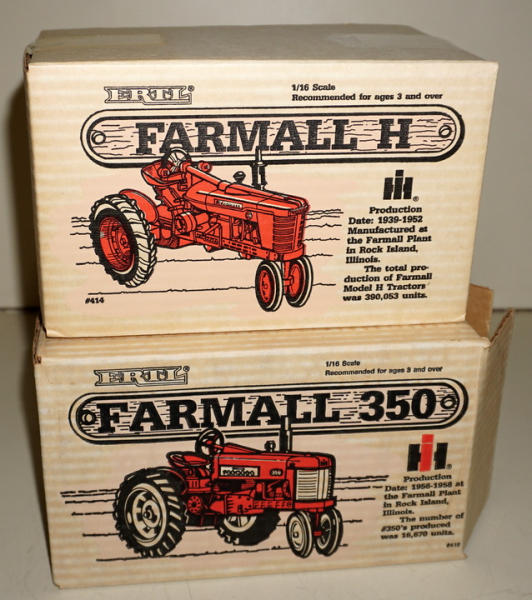 ERTL®
1/16 Scale
Recommended for ages 3 and over
FARMALL H
FARMALL
IH®
Production
Date: 1939-1952
Manufactured at
the Farmall Plant
in Rock Island,
Illinois.
The total pro-
duction of Farmall
Model H Tractors
was 390,053 units.
#414
ERTL®
1/16 Scale
Recommended for ages 3 and over
FARMALL 350
350
IH®
Production
Date: 1956-1958 at
the Farmall Plant
in Rock Island,
Illinois.
The number of
#350's produced
was 16,670 units.